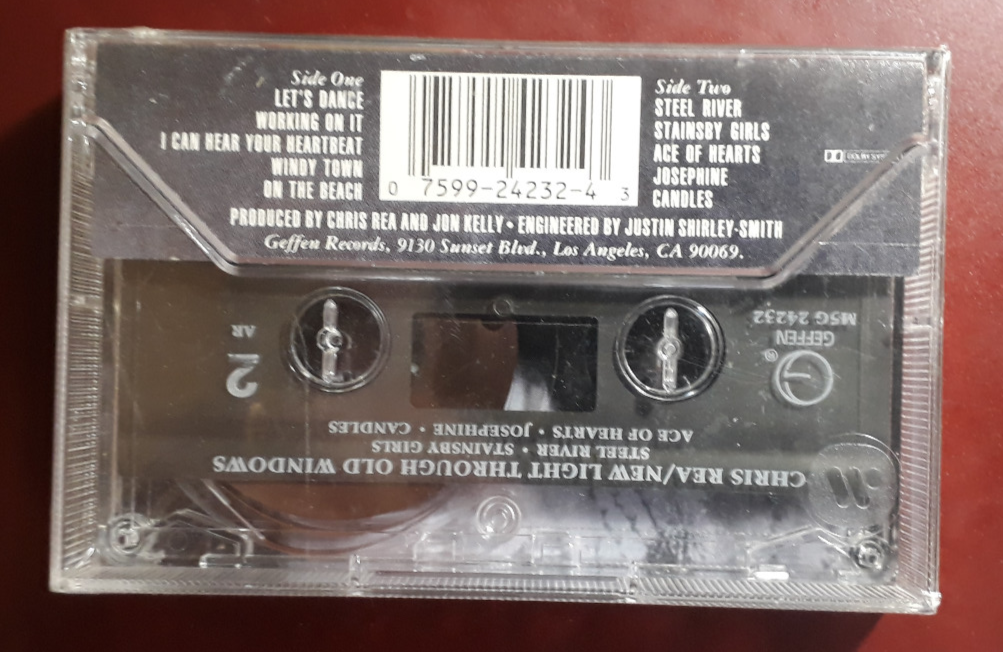 Side One
LET'S DANCE
WORKING ON IT
I CAN HEAR YOUR HEARTBEAT
WINDY TOWN
ON THE BEACH
0 7599-24232-4 3
Side Two
STEEL RIVER
STAINSBY GIRLS
ACE OF HEARTS
JOSEPHINE
CANDLES
PRODUCED BY CHRIS REA AND JON KELLY • ENGINEERED BY JUSTIN SHIRLEY-SMITH
Geffen Records, 9130 Sunset Blvd., Los Angeles, CA 90069.
CHRIS REA/NEW LIGHT THROUGH OLD WINDOWS
STEEL RIVER • STAINSBY GIRLS
ACE OF HEARTS • JOSEPHINE • CANDLES
2
AR
®
GEFFEN
M5G 24232